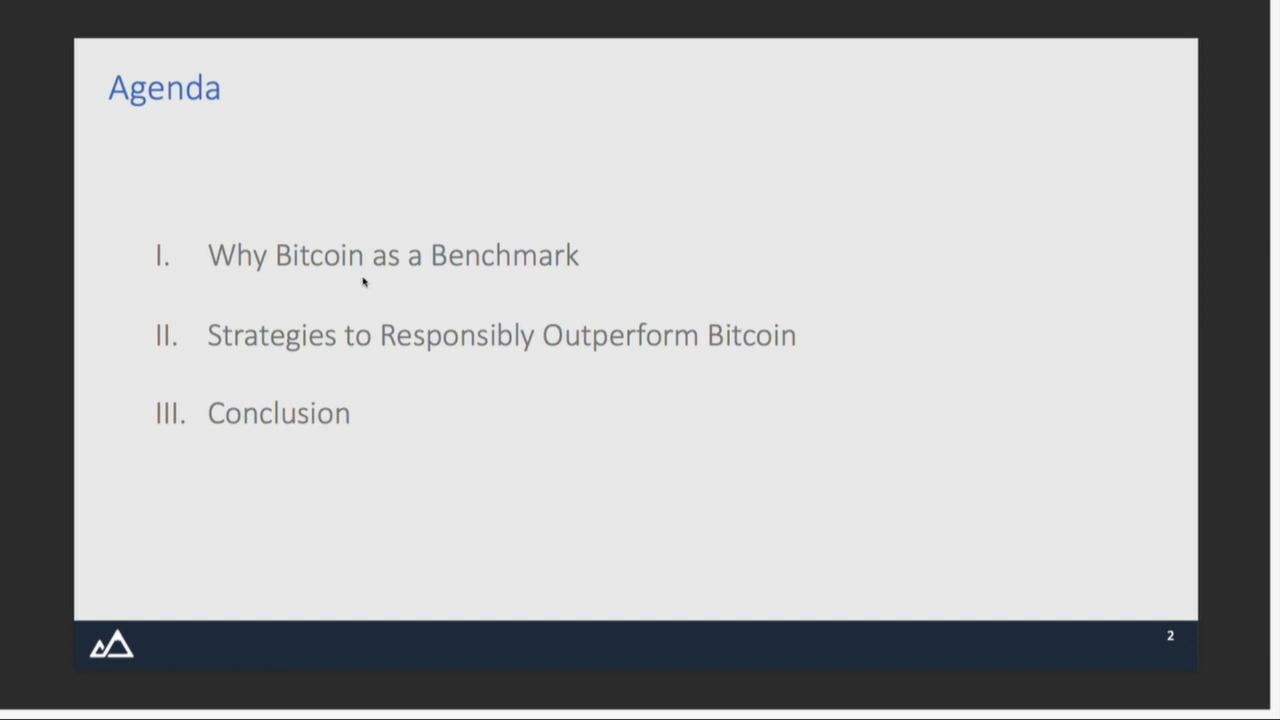 Agenda
I. Why Bitcoin as a Benchmark
II. Strategies to Responsibly Outperform Bitcoin
III. Conclusion
2